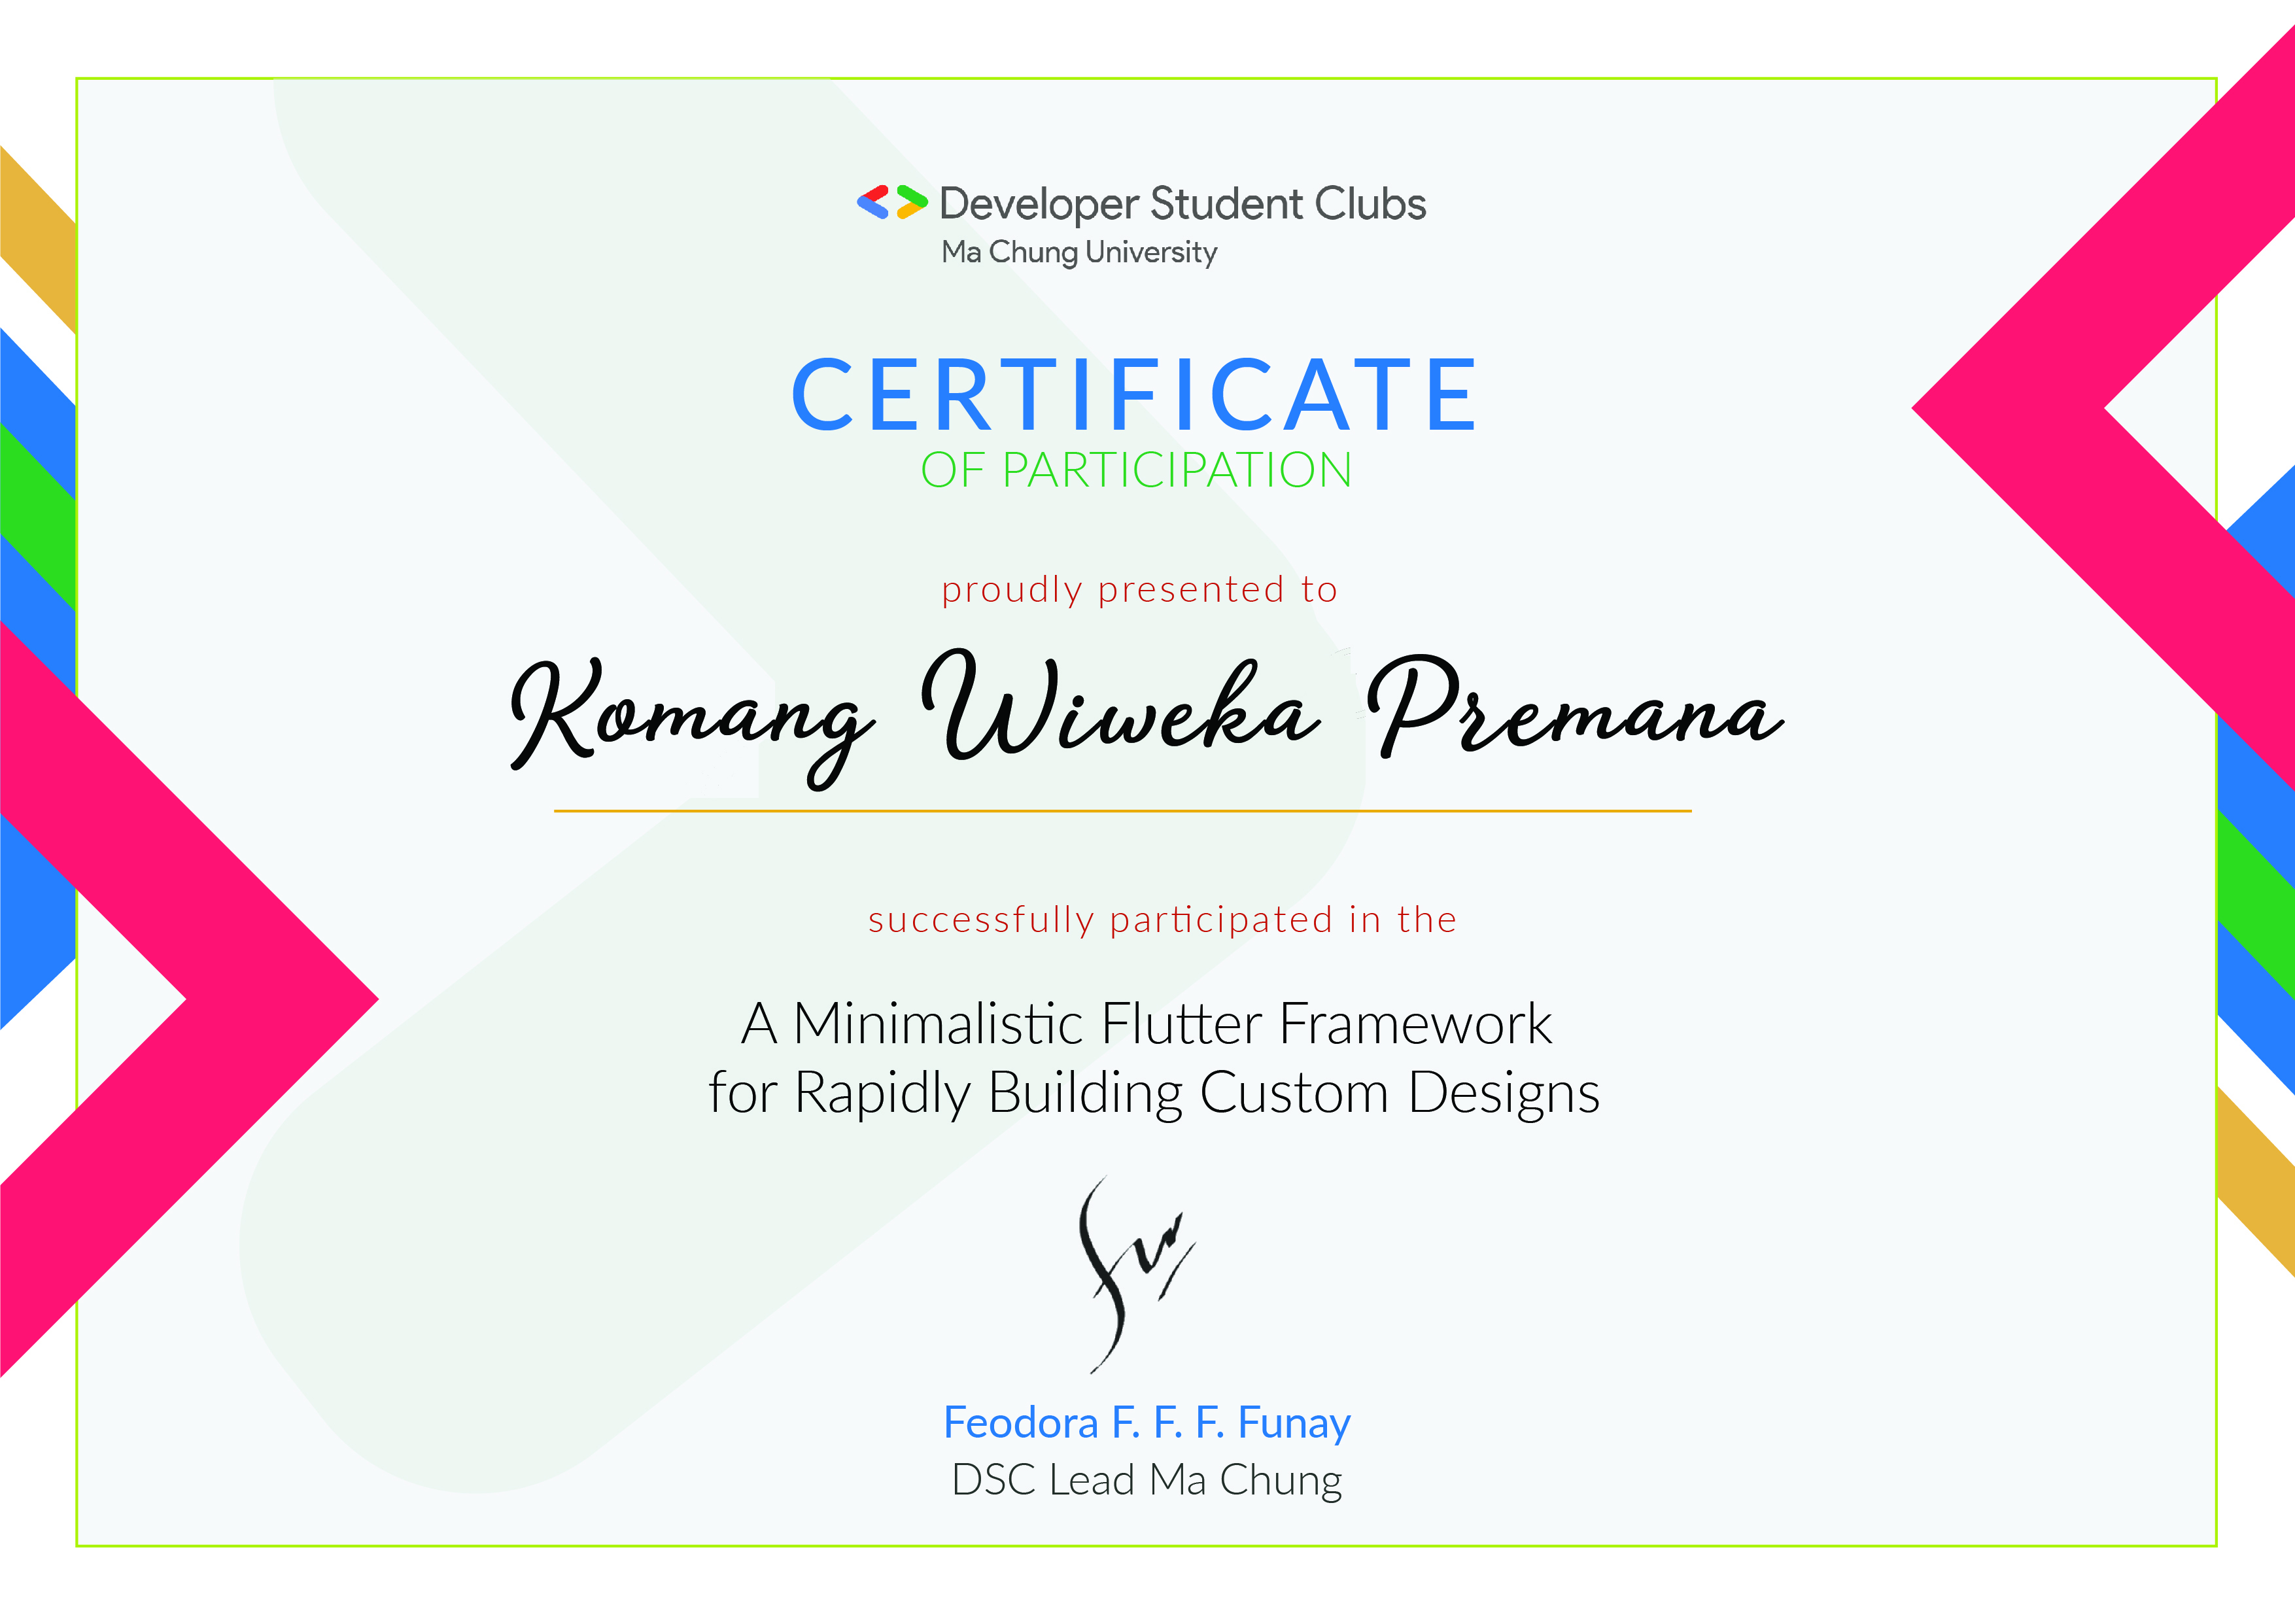 Developer Student Clubs
Ma Chung University
CERTIFICATE
OF PARTICIPATION
proudly presented to
Komang Wiweka Premana
successfully participated in the
A Minimalistic Flutter Framework
for Rapidly Building Custom Designs
Feodora F. F. F. Funay
DSC Lead Ma Chung